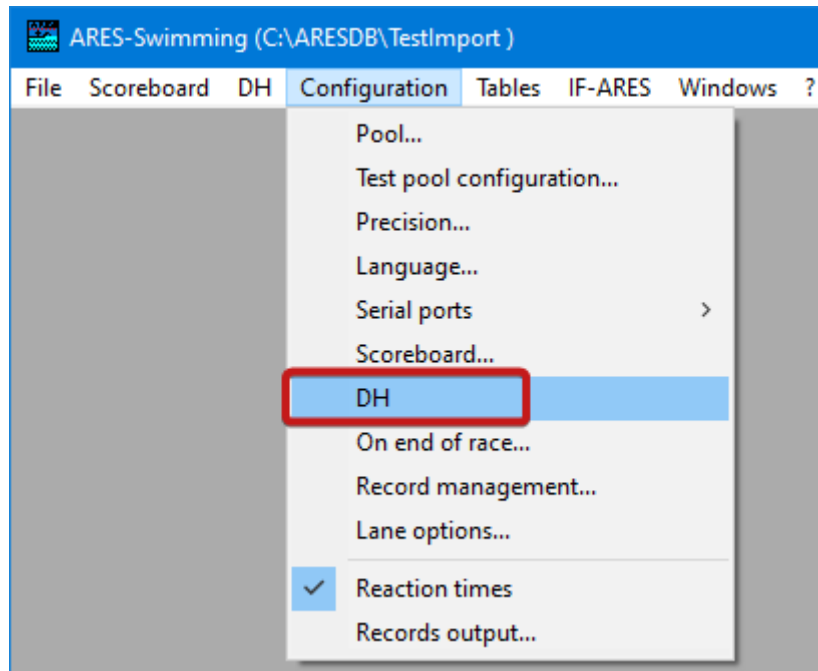 ARES-Swimming (C:\ARESDB\TestImport )
File Scoreboard DH Configuration Tables IF-ARES Windows ?
Pool...
Test pool configuration...
Precision...
Language...
Serial ports
Scoreboard...
DH
On end of race...
Record management...
Lane options...
Reaction times
Records output...